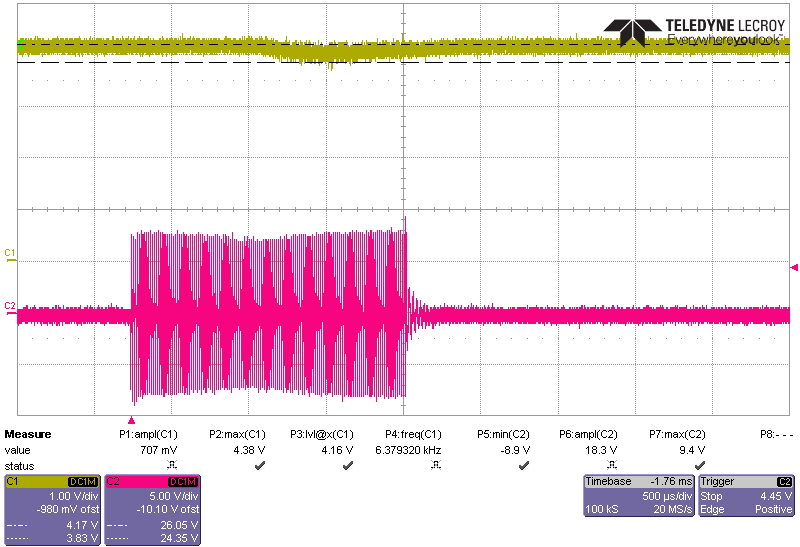 TELEDYNE LECROY
Everywhereyoulook™
C1
C2
Measure P1:ampl(C1) P2:max(C1) P3:lvl@x(C1) P4:freq(C1) P5:min(C2) P6:ampl(C2) P7:max(C2) P8:- - -
value 707 mV 4.38 V 4.16 V 6.379320 kHz -8.9 V 18.3 V 9.4 V
status
C1 DC1M
1.00 V/div
-980 mV ofst
4.17 V
3.83 V
C2 DC1M
5.00 V/div
-10.10 V ofst
26.05 V
24.35 V
Timebase -1.76 ms
500 µs/div
100 kS 20 MS/s
Trigger C2
Stop 4.45 V
Edge Positive